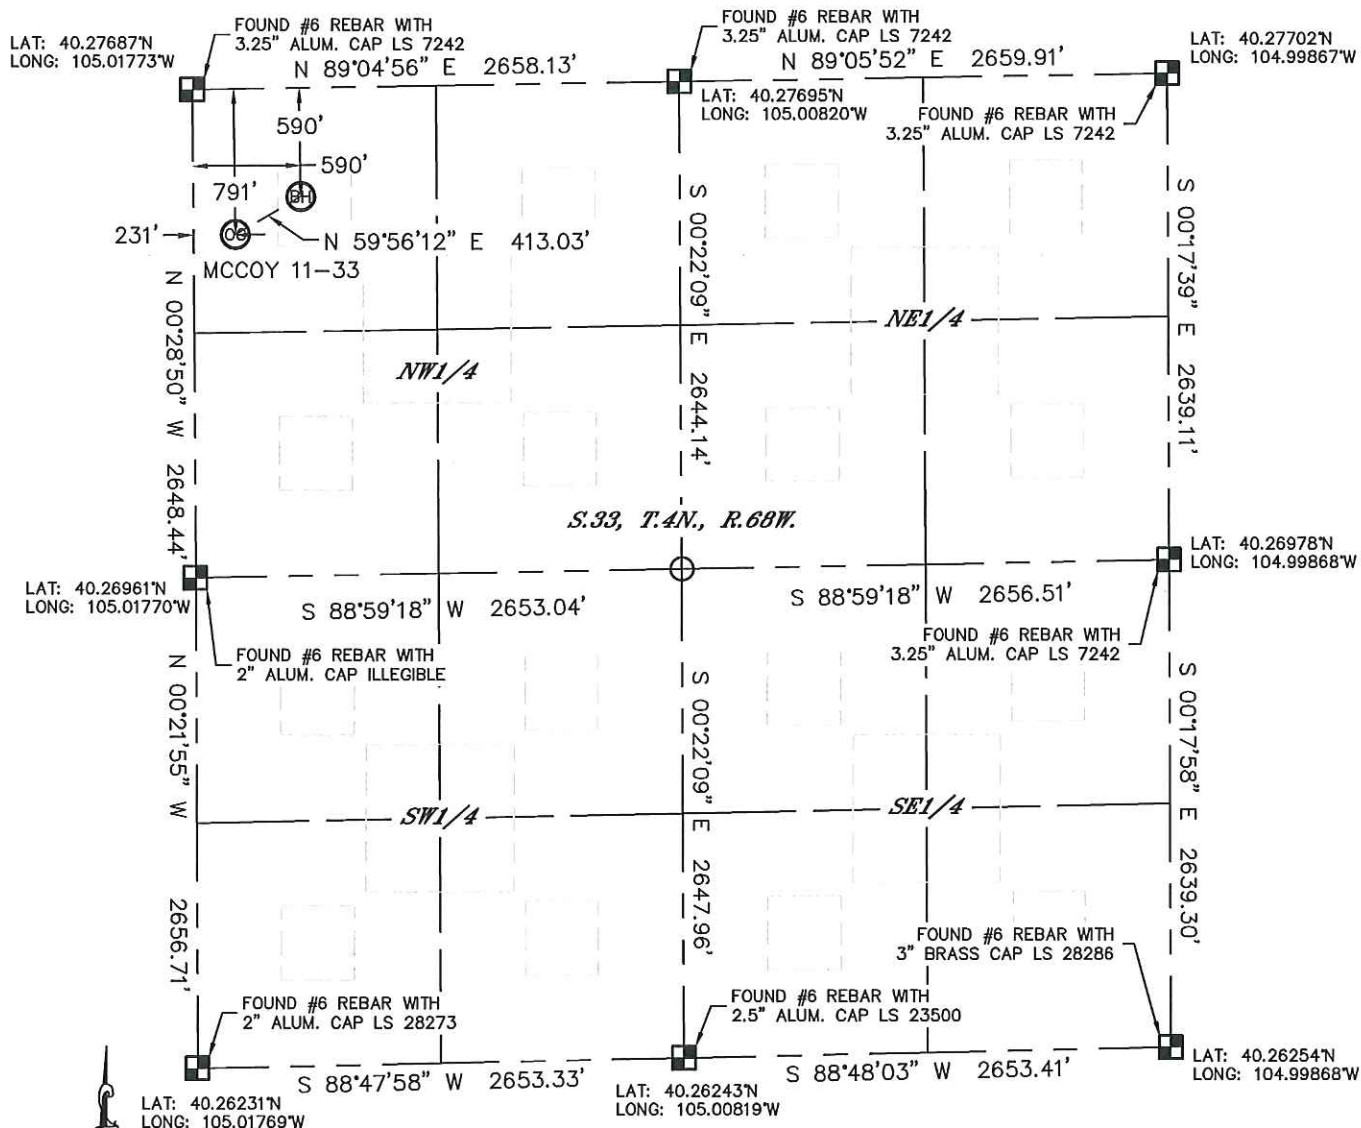 FOUND #6 REBAR WITH
3.25" ALUM. CAP LS 7242
LAT: 40.27687°N
LONG: 105.01773°W
N 89°04'56" E 2658.13'
FOUND #6 REBAR WITH
3.25" ALUM. CAP LS 7242
N 89°05'52" E 2659.91'
LAT: 40.27702°N
LONG: 104.99867°W
LAT: 40.27695°N
LONG: 105.00820°W
FOUND #6 REBAR WITH
3.25" ALUM. CAP LS 7242
590'
590'
791'
BH
OG
231'
N 59°56'12" E 413.03'
MCCOY 11-33
N 00°28'50" W 2648.44'
S 00°22'09" E 2644.14'
S 00°17'39" E 2639.11'
NW1/4
NE1/4
S.33, T.4N., R.68W.
LAT: 40.26961°N
LONG: 105.01770°W
S 88°59'18" W 2653.04'
S 88°59'18" W 2656.51'
LAT: 40.26978°N
LONG: 104.99868°W
FOUND #6 REBAR WITH
2" ALUM. CAP ILLEGIBLE
FOUND #6 REBAR WITH
3.25" ALUM. CAP LS 7242
N 00°21'55" W 2656.71'
S 00°22'09" E 2647.96'
S 00°17'58" E 2639.30'
SW1/4
SE1/4
FOUND #6 REBAR WITH
2" ALUM. CAP LS 28273
FOUND #6 REBAR WITH
2.5" ALUM. CAP LS 23500
FOUND #6 REBAR WITH
3" BRASS CAP LS 28286
S 88°47'58" W 2653.33'
S 88°48'03" W 2653.41'
LAT: 40.26231°N
LONG: 105.01769°W
LAT: 40.26243°N
LONG: 105.00819°W
LAT: 40.26254°N
LONG: 104.99868°W